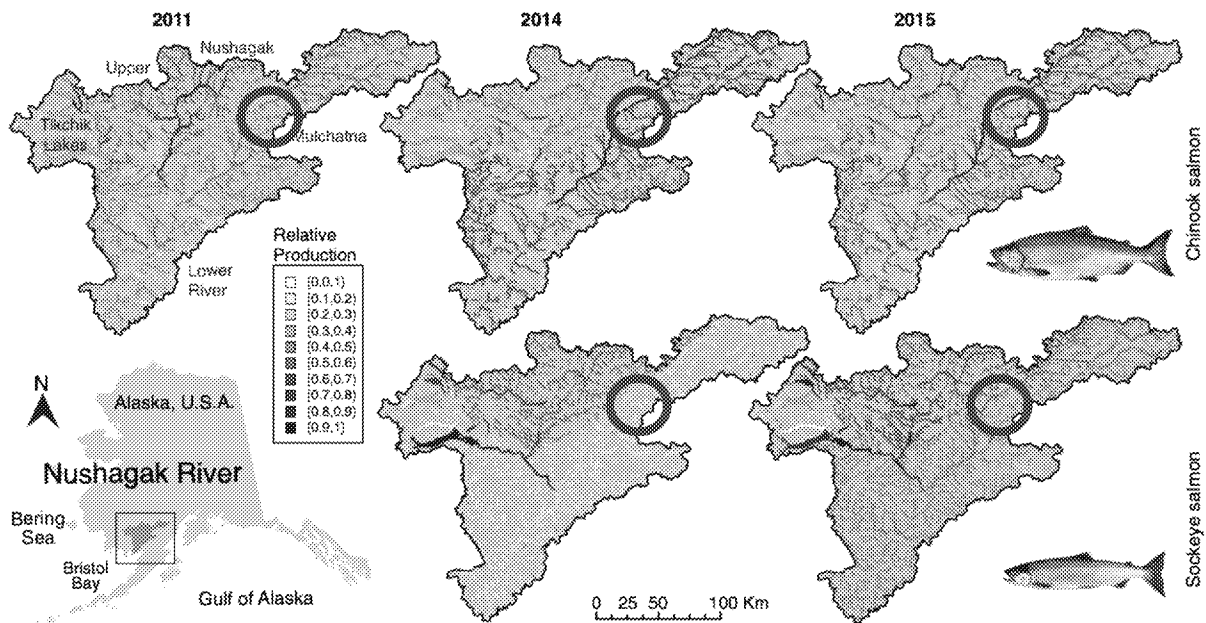 2011
2014
2015
Nushagak
Upper
Tikchik
Lakes
Mulchatna
Chinook salmon
Relative
Production
[0,0.1)
[0.1,0.2)
[0.2,0.3)
[0.3,0.4)
[0.4,0.5)
[0.5,0.6)
[0.6,0.7)
[0.7,0.8)
[0.8,0.9)
[0.9,1]
Lower
River
N
Alaska, U.S.A.
Nushagak River
Bering
Sea
Bristol
Bay
Gulf of Alaska
0 25 50 100 Km
Sockeye salmon